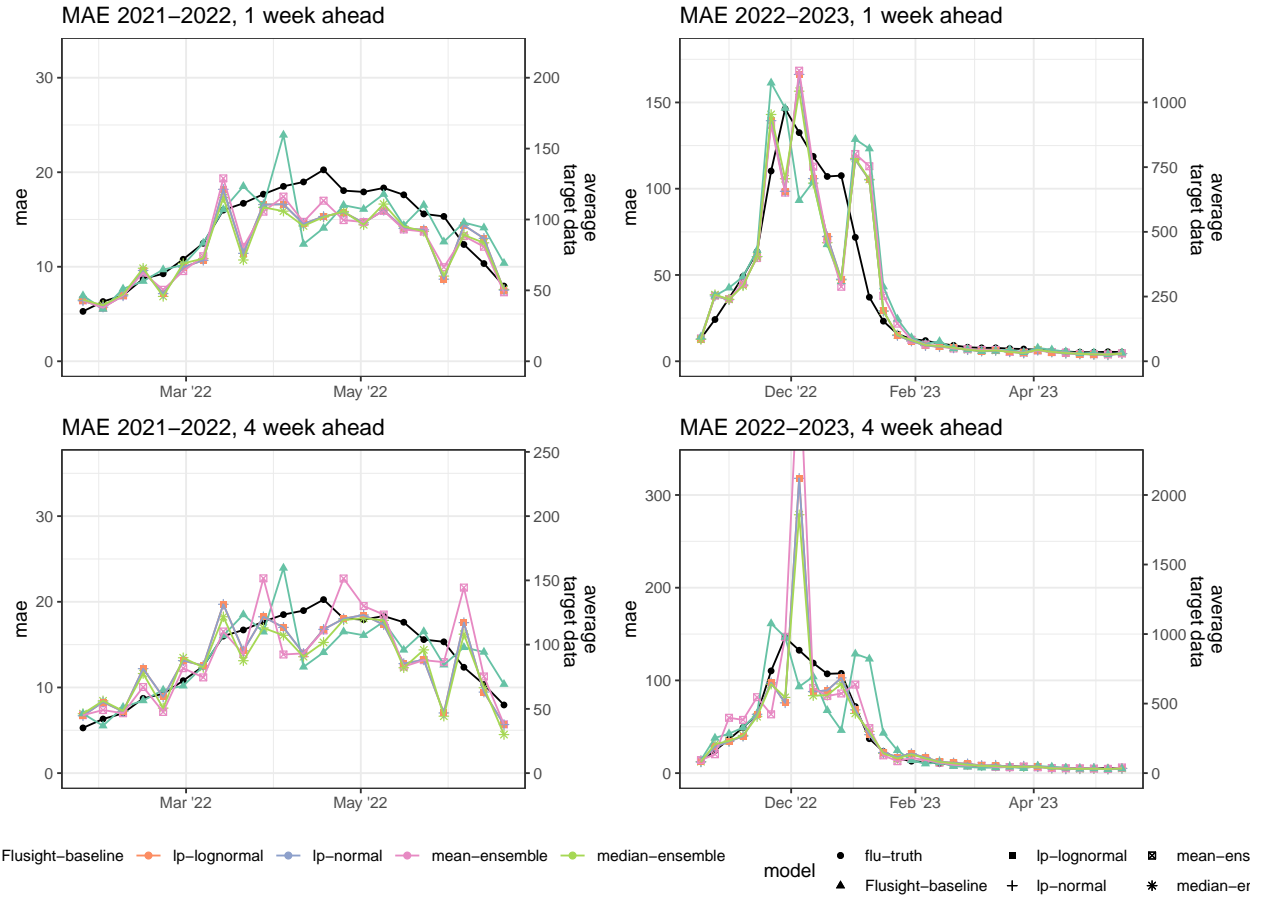 MAE 2021−2022, 1 week ahead
MAE 2022−2023, 1 week ahead
30
20
10
0
mae
200
150
100
50
0
average
target data
Mar '22
May '22
150
100
50
0
mae
1000
750
500
250
0
average
target data
Dec '22
Feb '23
Apr '23
MAE 2021−2022, 4 week ahead
MAE 2022−2023, 4 week ahead
30
20
10
0
mae
250
200
150
100
50
0
average
target data
Mar '22
May '22
300
200
100
0
mae
2000
1500
1000
500
0
average
target data
Dec '22
Feb '23
Apr '23
Flusight−baseline
lp−lognormal
lp−normal
mean−ensemble
median−ensemble
model
flu−truth
lp−lognormal
mean−ens
Flusight−baseline
lp−normal
median−er